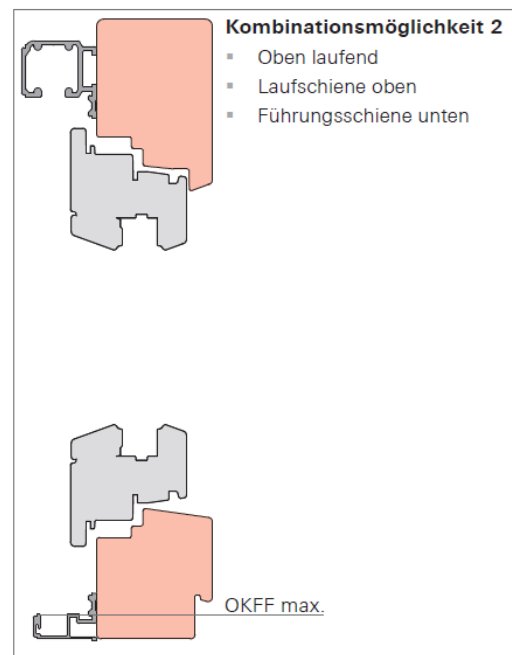 Kombinationsmöglichkeit 2
▪ Oben laufend
▪ Laufschiene oben
▪ Führungsschiene unten
OKFF max.